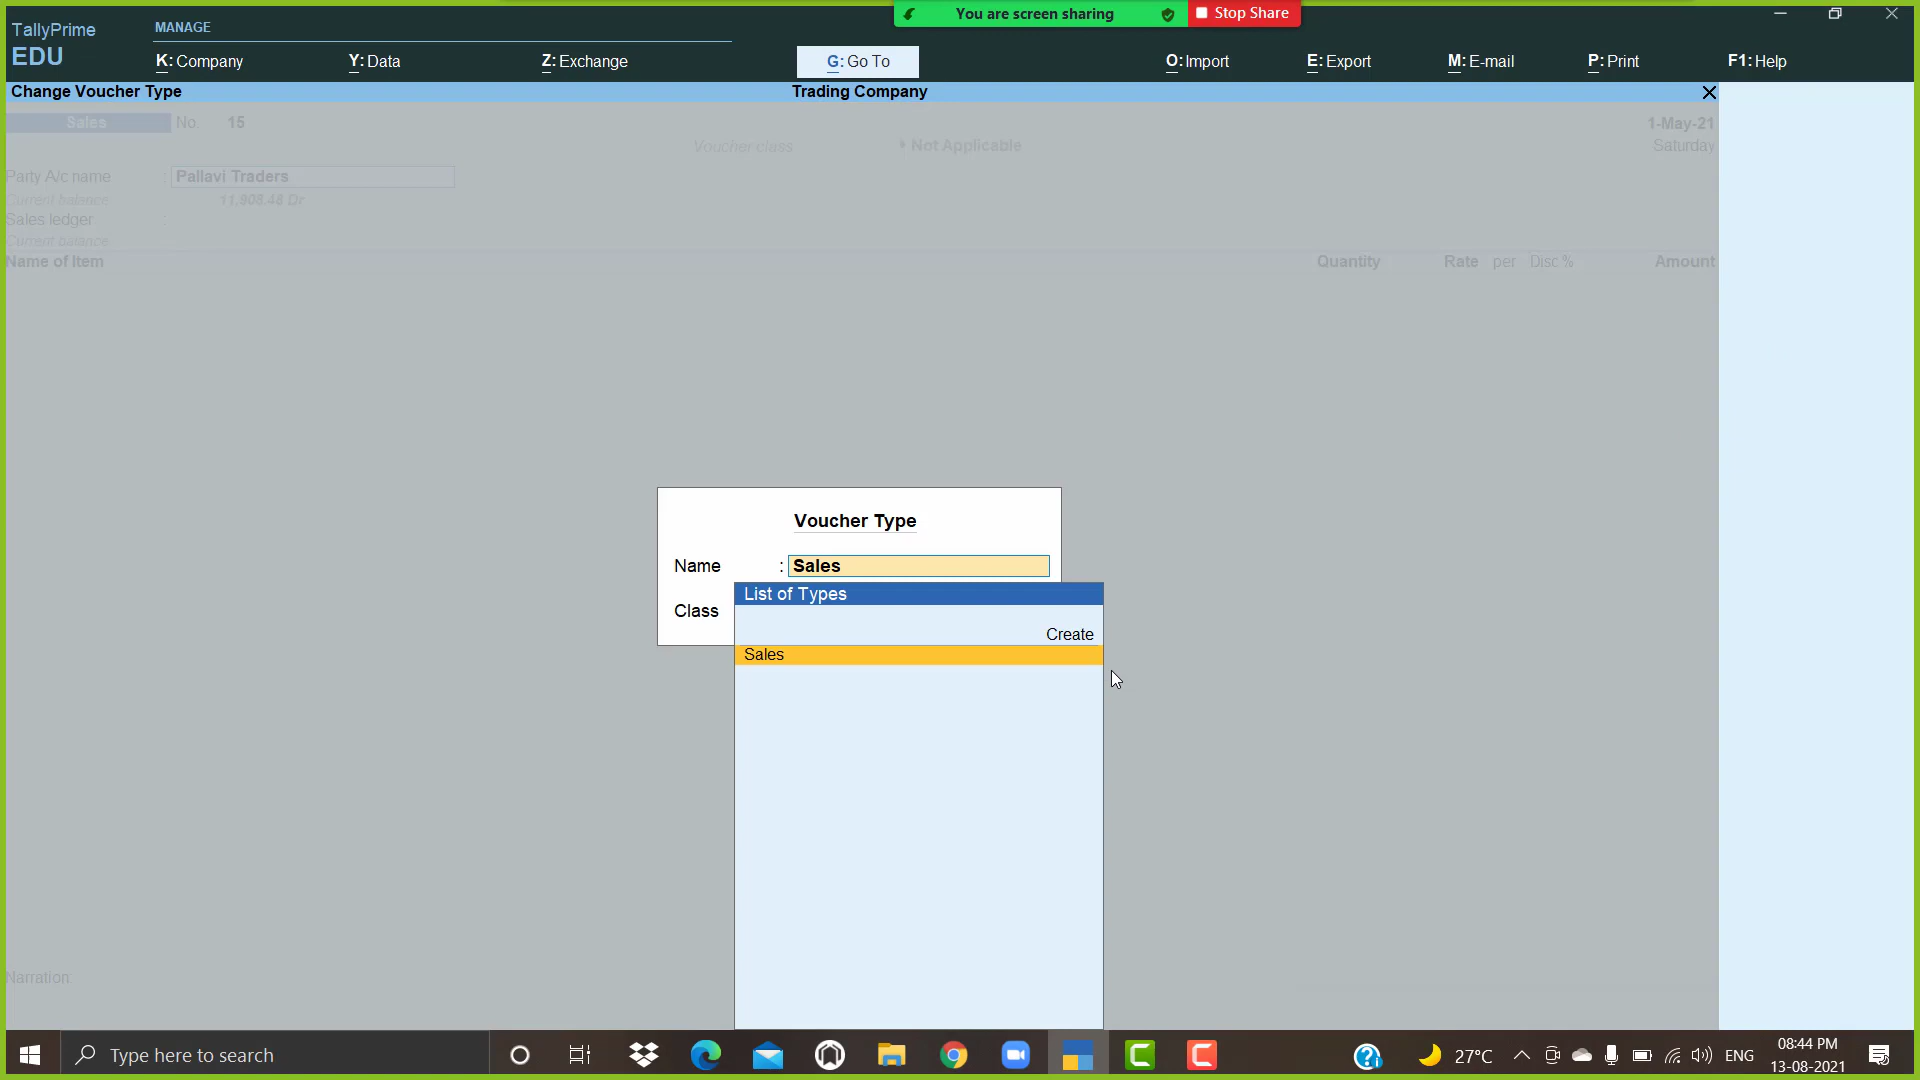 You are screen sharing
Stop Share
TallyPrime
EDU
MANAGE
K: Company
Y: Data
Z: Exchange
G: Go To
O: Import
E: Export
M: E-mail
P: Print
F1: Help
Change Voucher Type
Trading Company
Sales No. 15
1-May-21
Voucher class
Not Applicable
Saturday
Party A/c name : Pallavi Traders
Current balance 11,908.48 Dr
Sales ledger :
Current balance
Name of Item
Quantity Rate per Disc % Amount
Voucher Type
Name : Sales
List of Types
Class
Create
Sales
Narration:
Type here to search
27°C
ENG
08:44 PM
13-08-2021